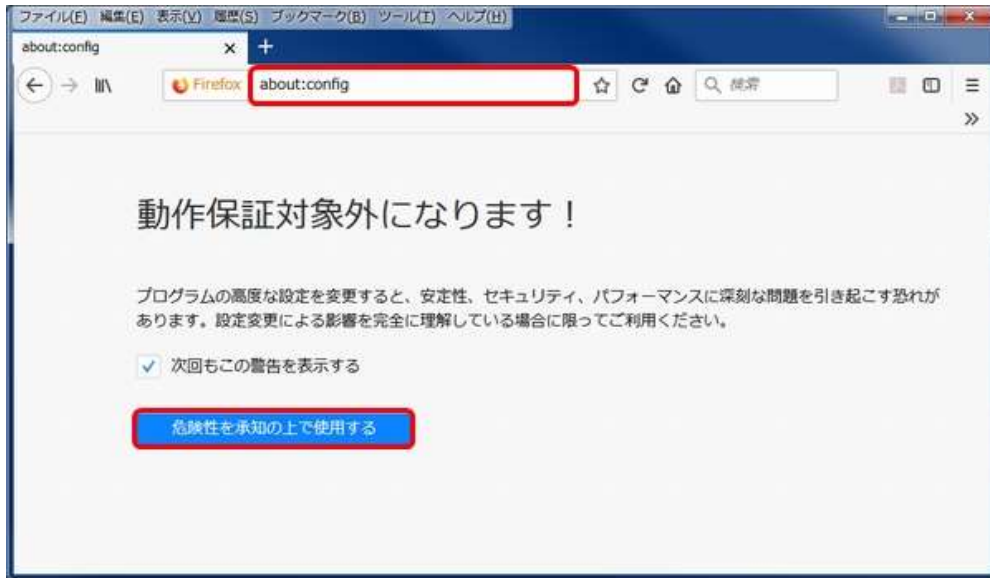 ファイル(F) 編集(E) 表示(V) 履歴(S) ブックマーク(B) ツール(T) ヘルプ(H)
about:config
Firefox about:config 検索
動作保証対象外になります!
プログラムの高度な設定を変更すると、安定性、セキュリティ、パフォーマンスに深刻な問題を引き起こす恐れが
あります。設定変更による影響を完全に理解している場合に限ってご利用ください。
次回もこの警告を表示する
危険性を承知の上で使用する